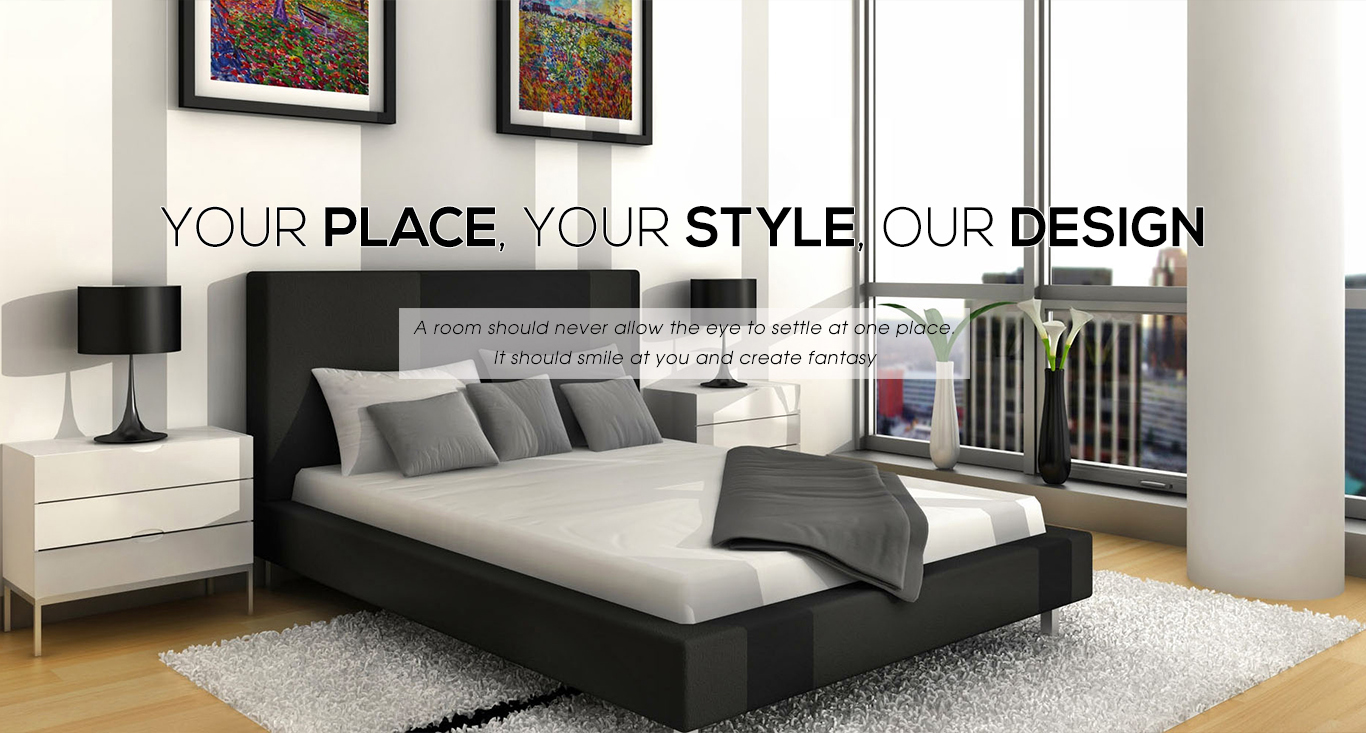 YOUR PLACE, YOUR STYLE, OUR DESIGN
A room should never allow the eye to settle at one place.
It should smile at you and create fantasy